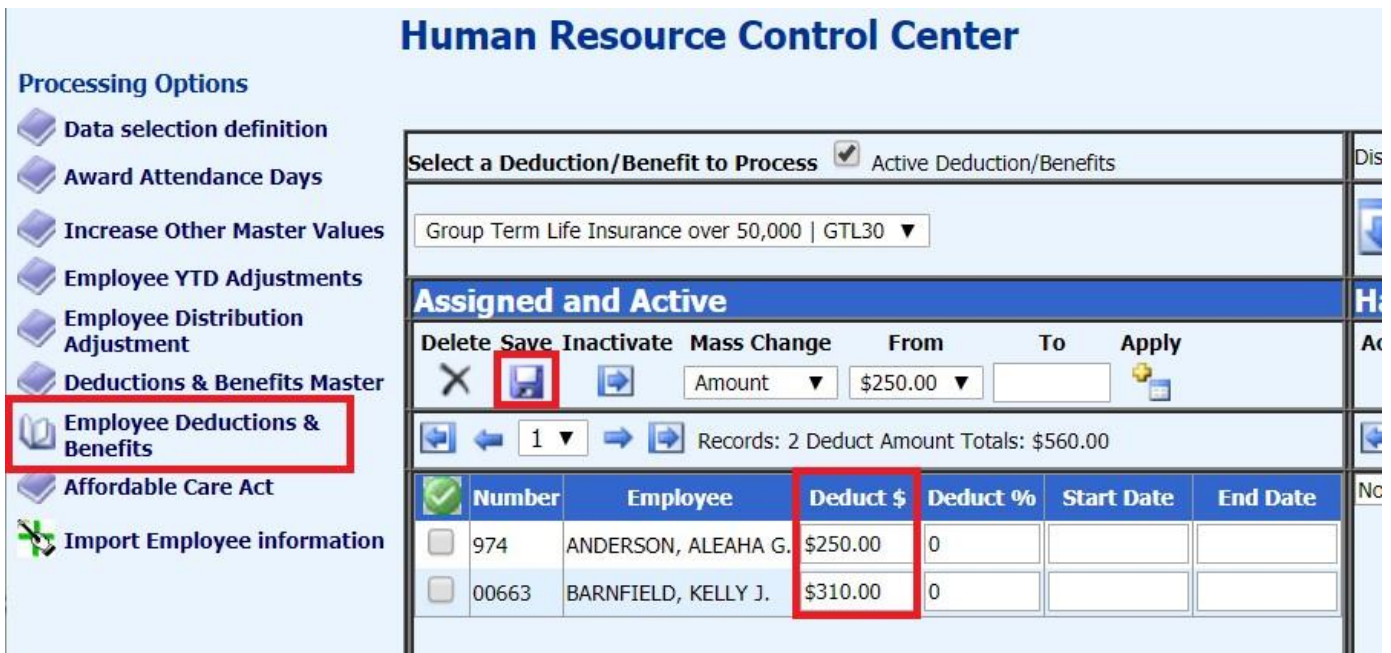 Human Resource Control Center
Processing Options
Data selection definition
Award Attendance Days
Increase Other Master Values
Employee YTD Adjustments
Employee Distribution
Adjustment
Deductions & Benefits Master
Employee Deductions &
Benefits
Affordable Care Act
Import Employee information
Select a Deduction/Benefit to Process Active Deduction/Benefits
Group Term Life Insurance over 50,000 | GTL30
Assigned and Active
Delete Save Inactivate Mass Change From To Apply
Amount $250.00
1 Records: 2 Deduct Amount Totals: $560.00
Number Employee Deduct $ Deduct % Start Date End Date
974 ANDERSON, ALEAHA G. $250.00 0
00663 BARNFIELD, KELLY J. $310.00 0